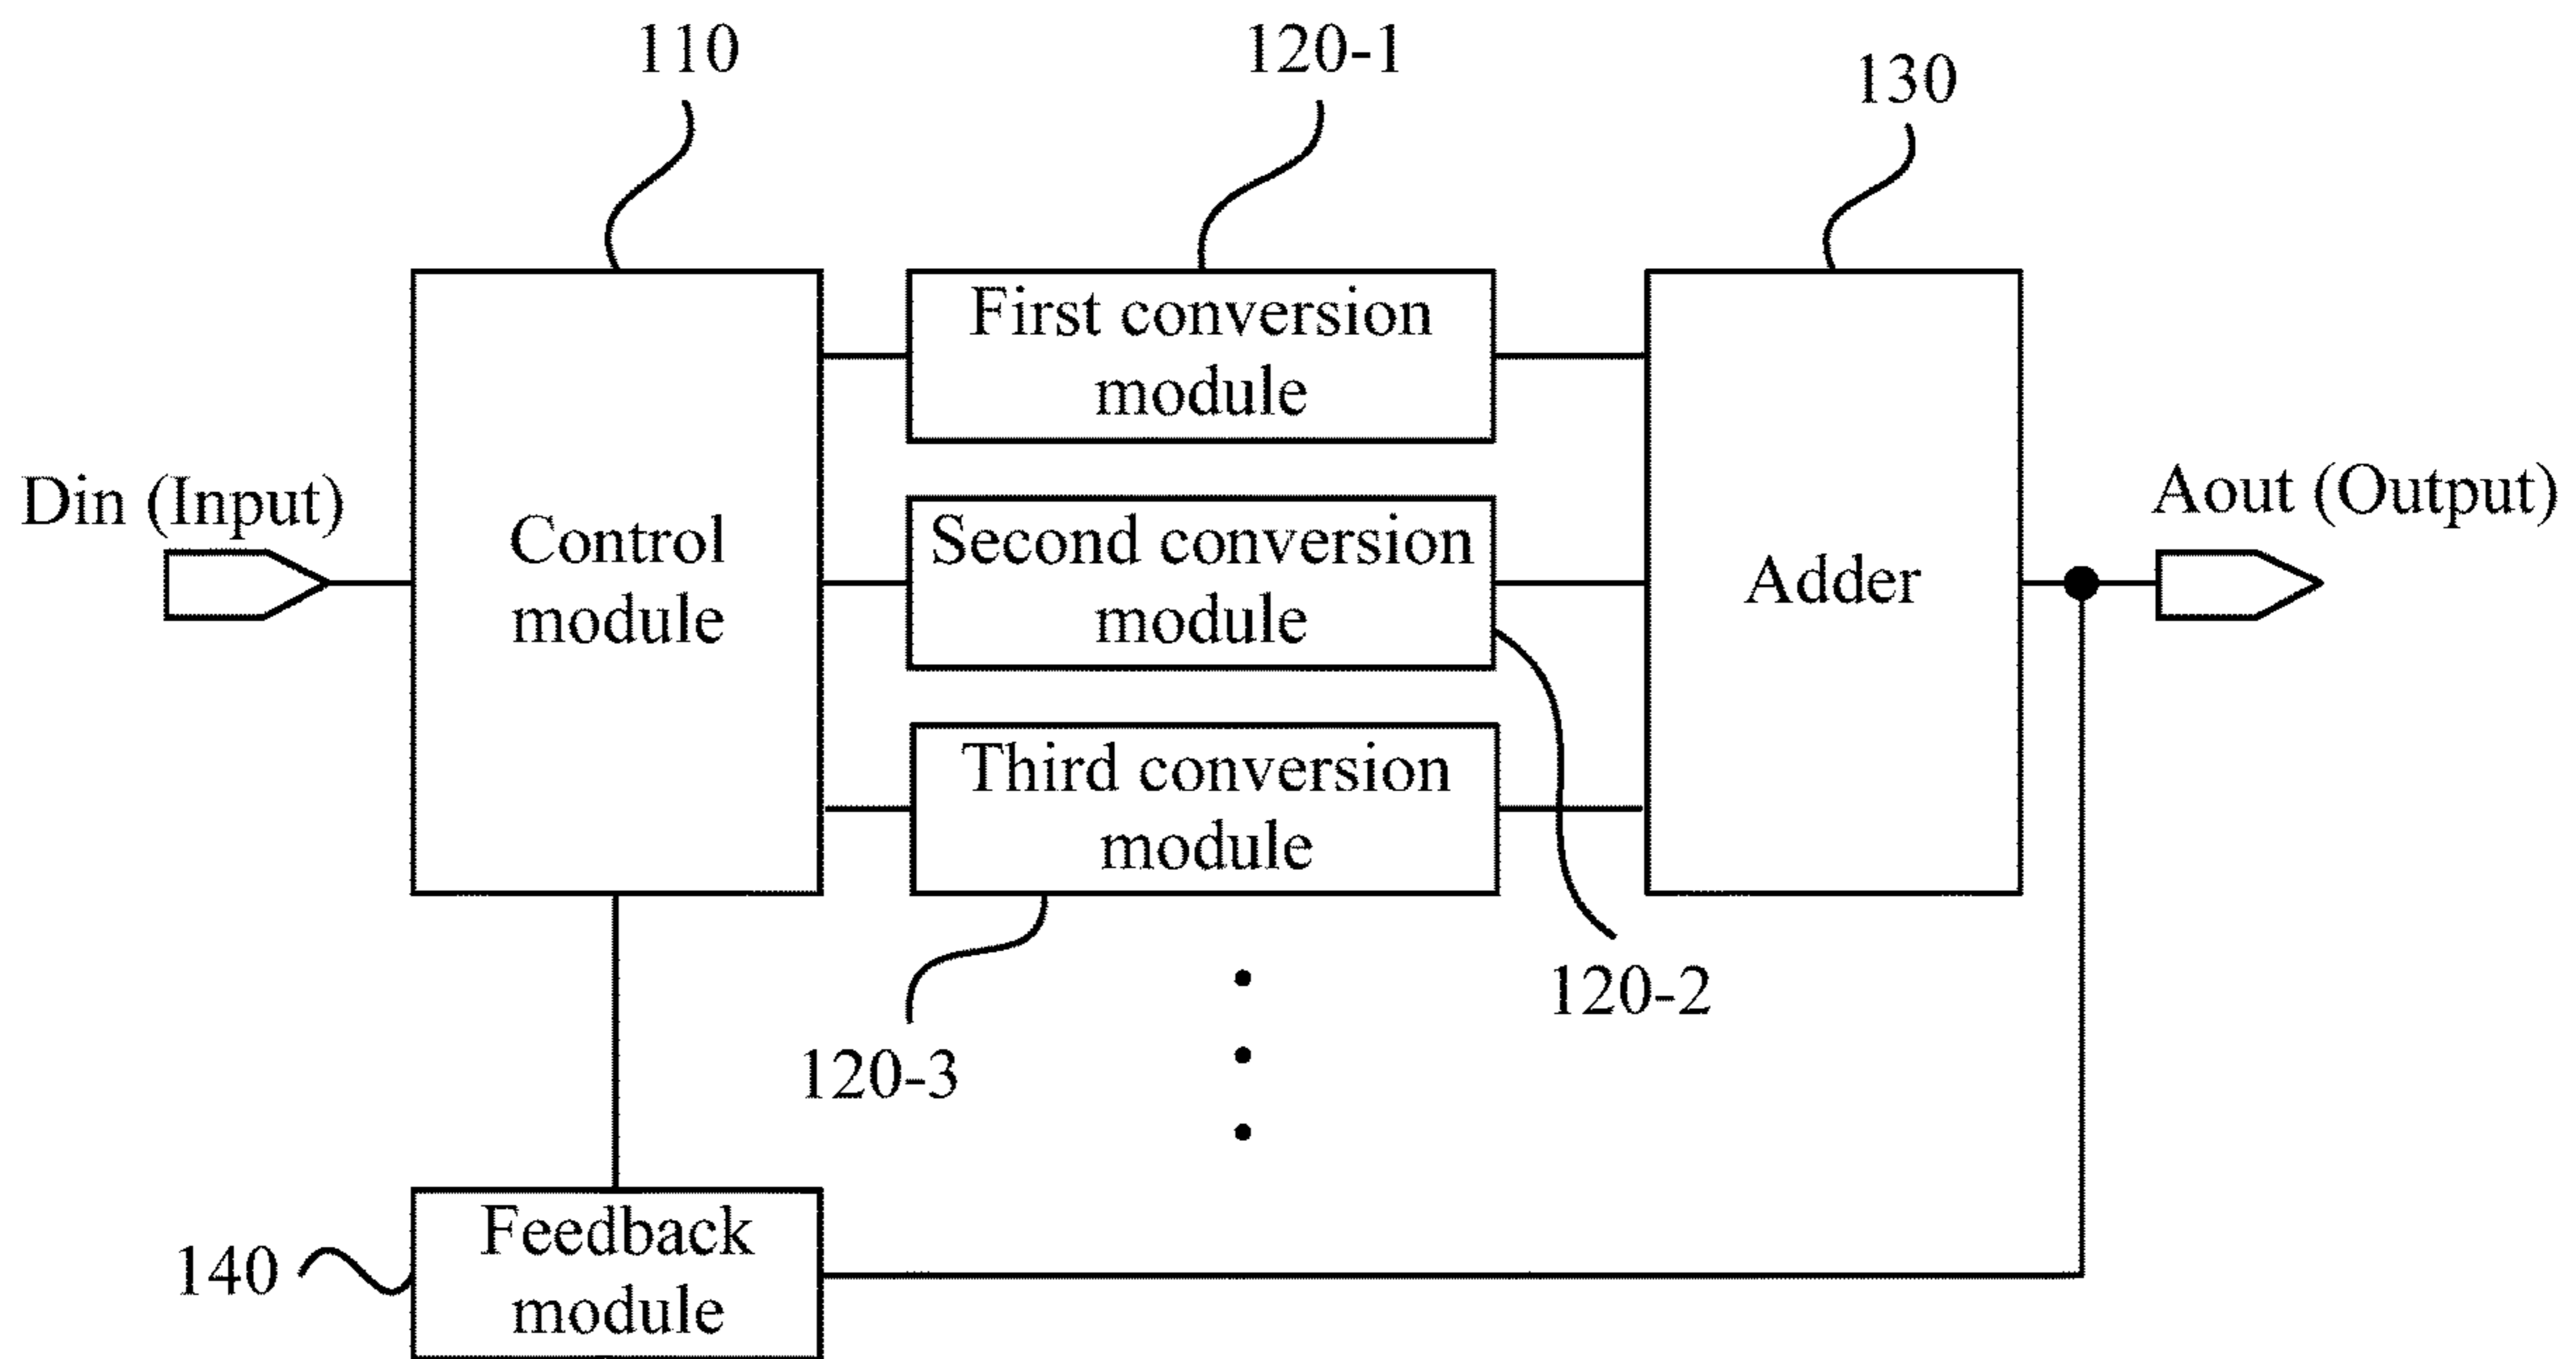 110
120-1
130
First conversion
module
Din (Input)
Control
module
Second conversion
module
Adder
Aout (Output)
Third conversion
module
120-2
120-3
140
Feedback
module